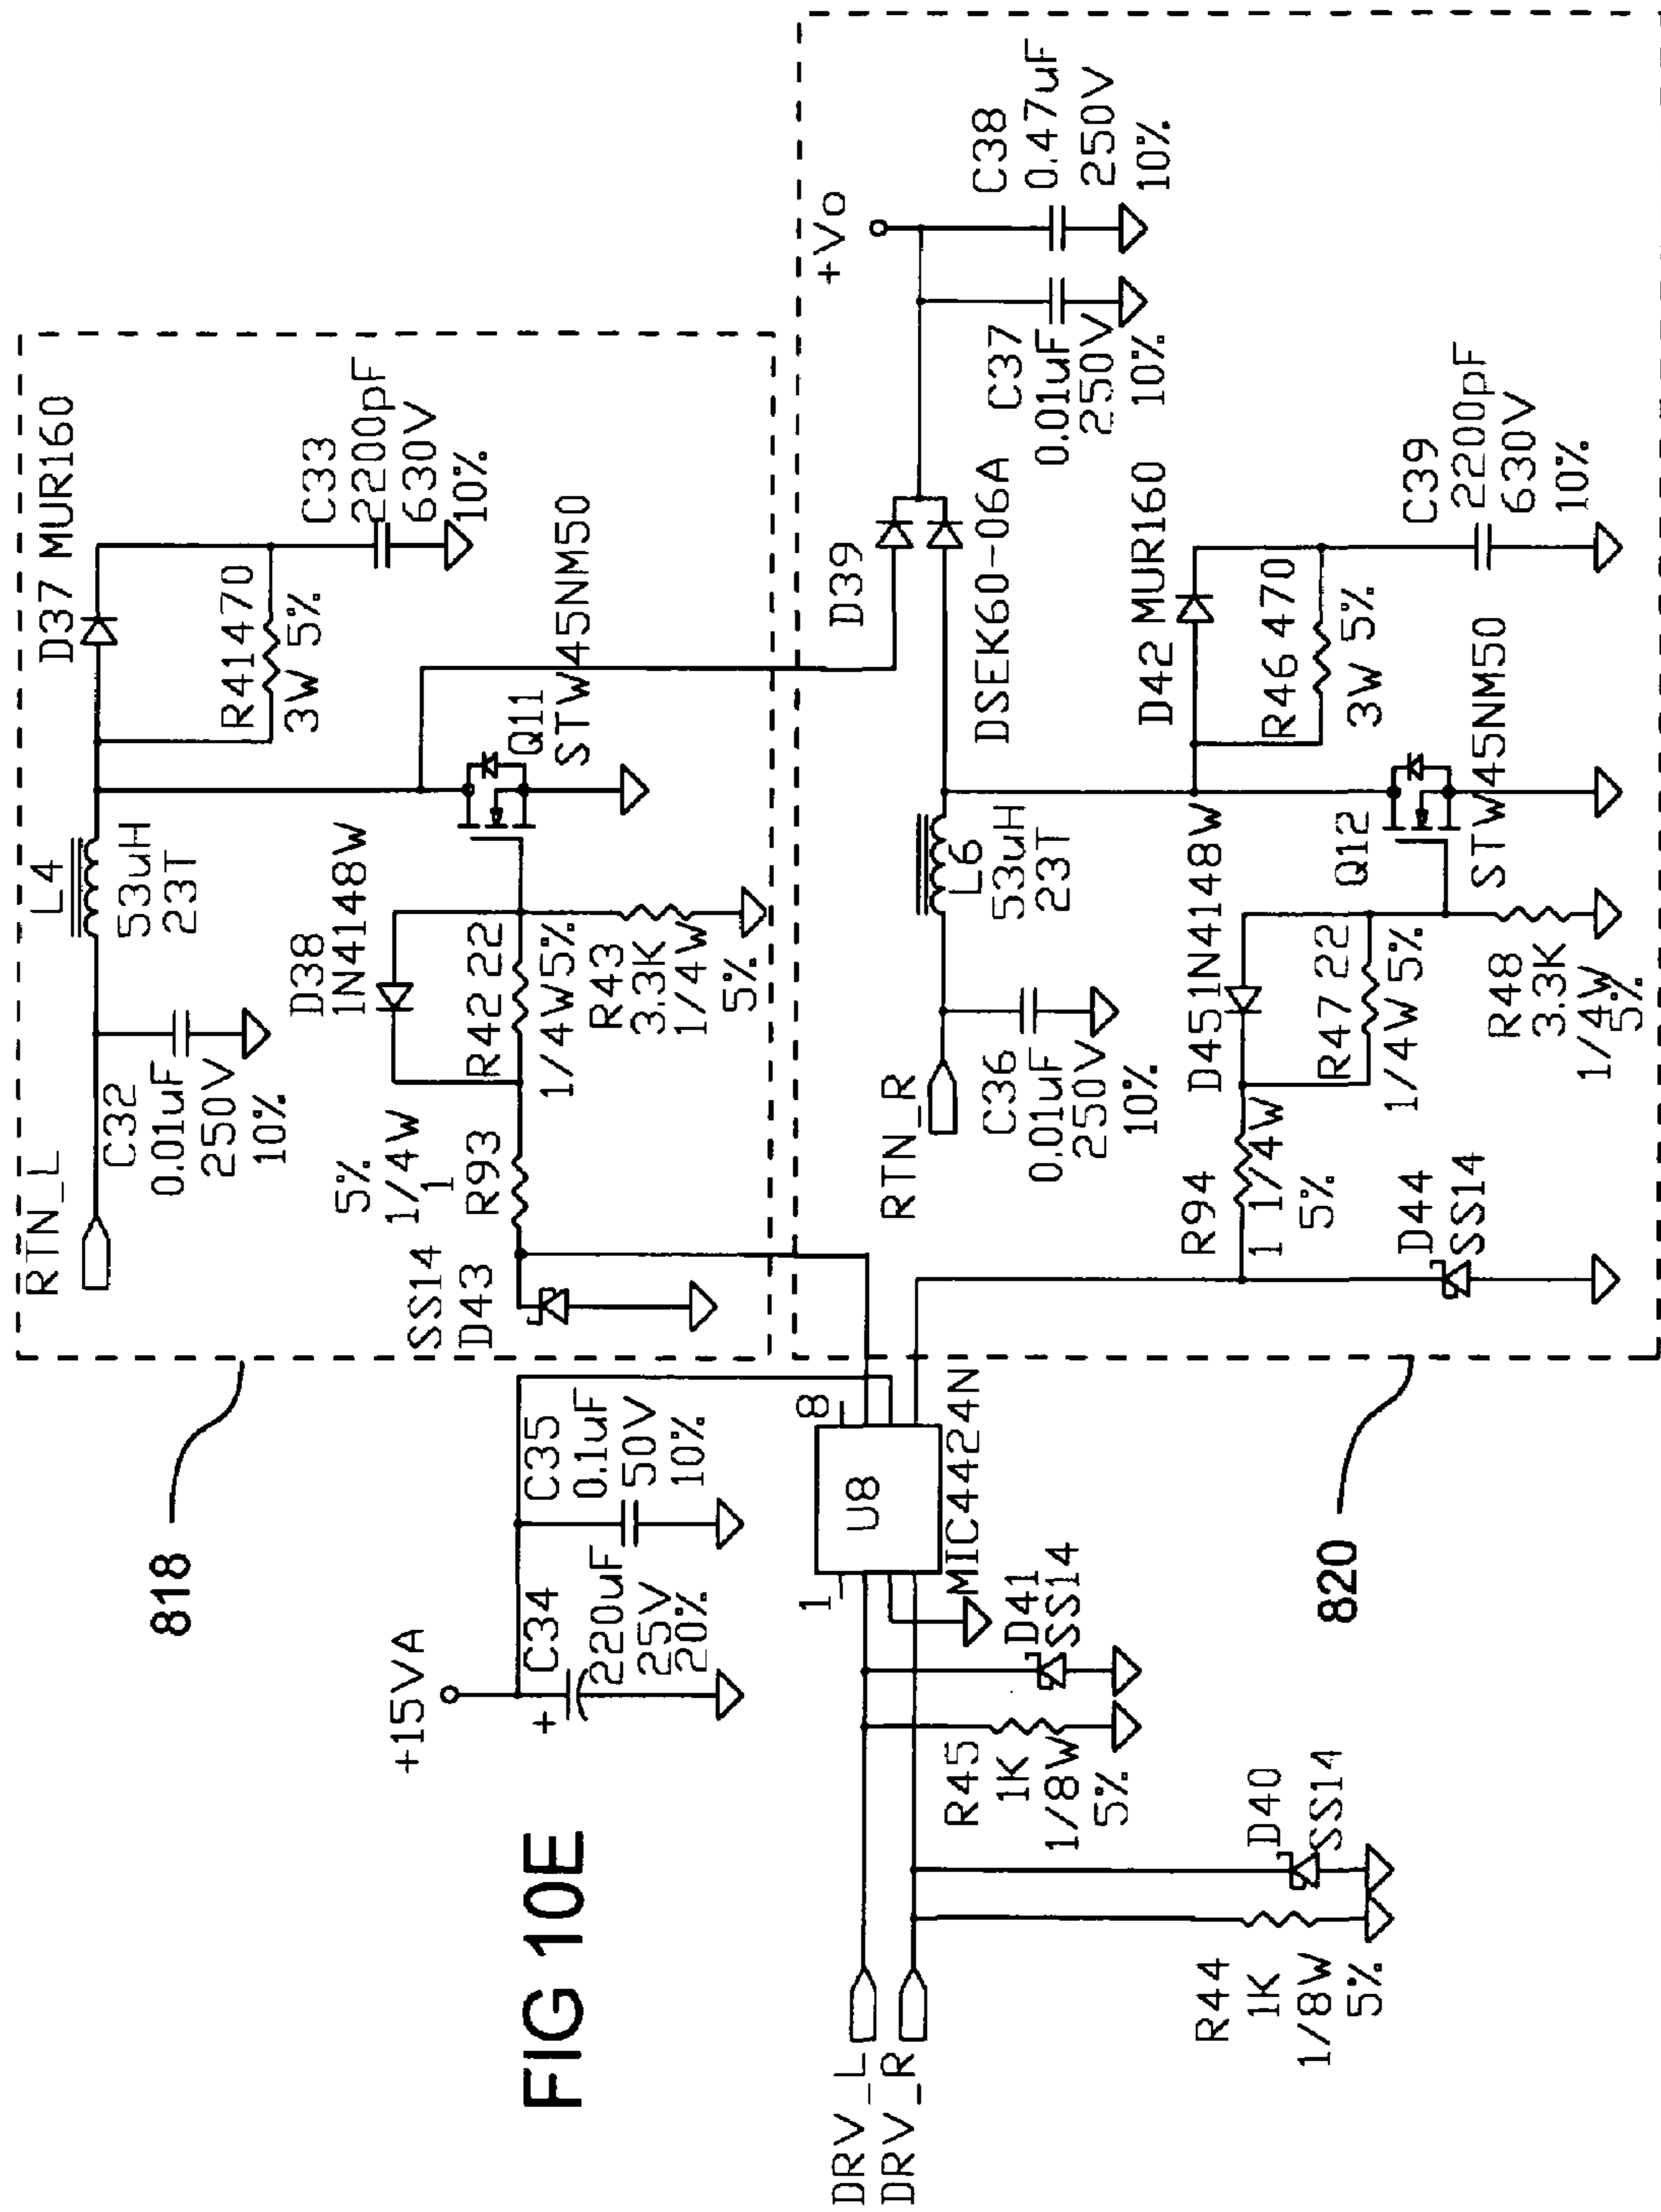 FIG 10E
818
RTN_L
C32
0.01uF
250V
10%
L4
53uH
23T
D37 MUR160
R41 470
3W 5%
C33
2200pF
630V
10%
Q11
STW45NM50
D38
1N4148W
R42 22
1/4W 5%
R43
3.3K
1/4W
5%
5%
1/4W
1
R93
SS14
D43
+15VA
+
C34
220uF
25V
20%
C35
0.1uF
50V
10%
1
8
U8
MIC4424N
DRV_L
DRV_R
R45
1K
1/8W
5%
D41
SS14
R44
1K
1/8W
5%
D40
SS14
820
RTN_R
C36
0.01uF
250V
10%
L6
53uH
23T
D39
DSEK60-06A
+Vo
C37
0.01uF
250V
10%
C38
0.47uF
250V
10%
D42 MUR160
R46 470
3W 5%
C39
2200pF
630V
10%
Q12
STW45NM50
D45 1N4148W
R47 22
1/4W 5%
R48
3.3K
1/4W
5%
R94
1 1/4W
5%
D44
SS14